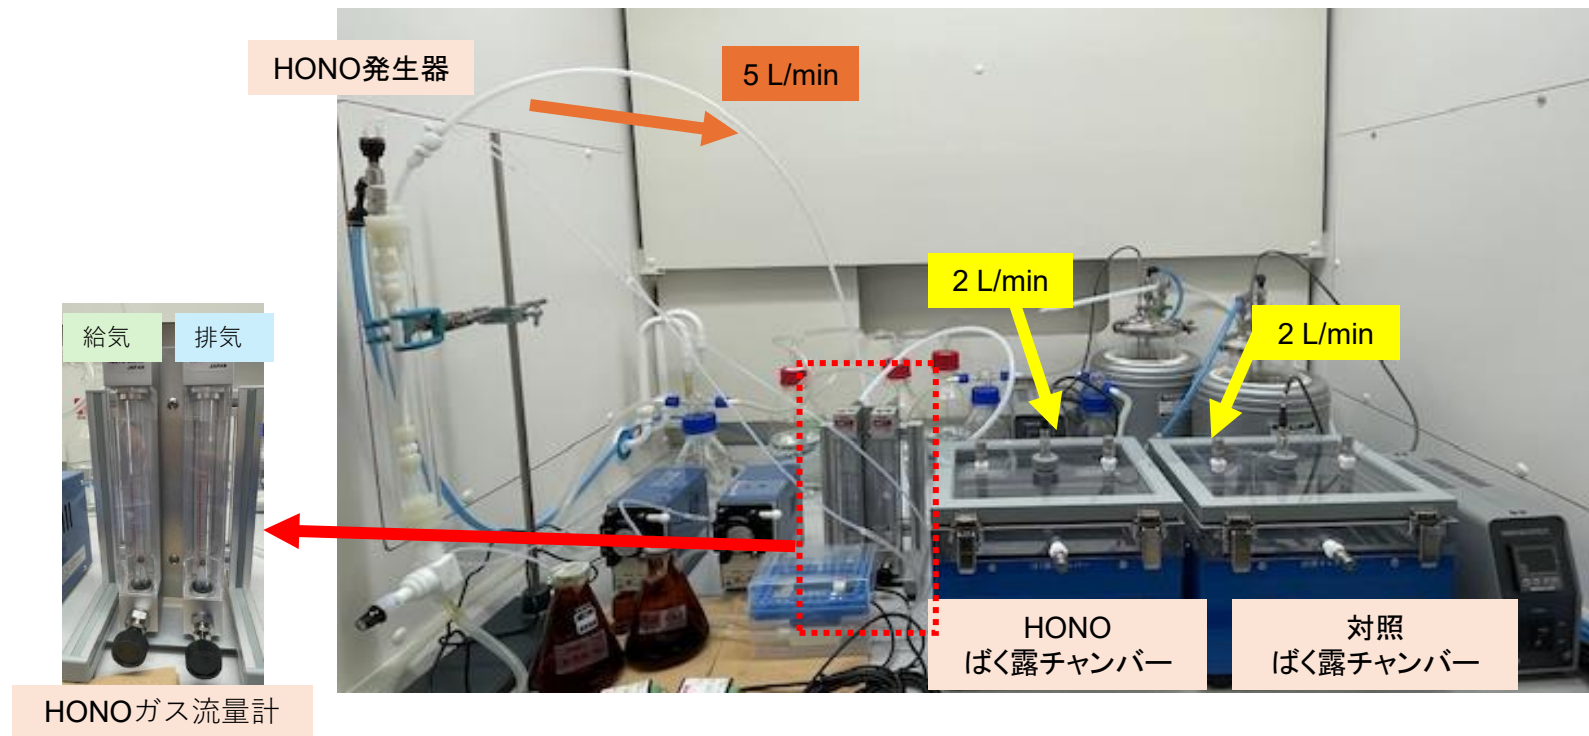 HONO発生器
5 L/min
2 L/min
2 L/min
給気
排気
HONO
ばく露チャンバー
対照
ばく露チャンバー
HONOガス流量計